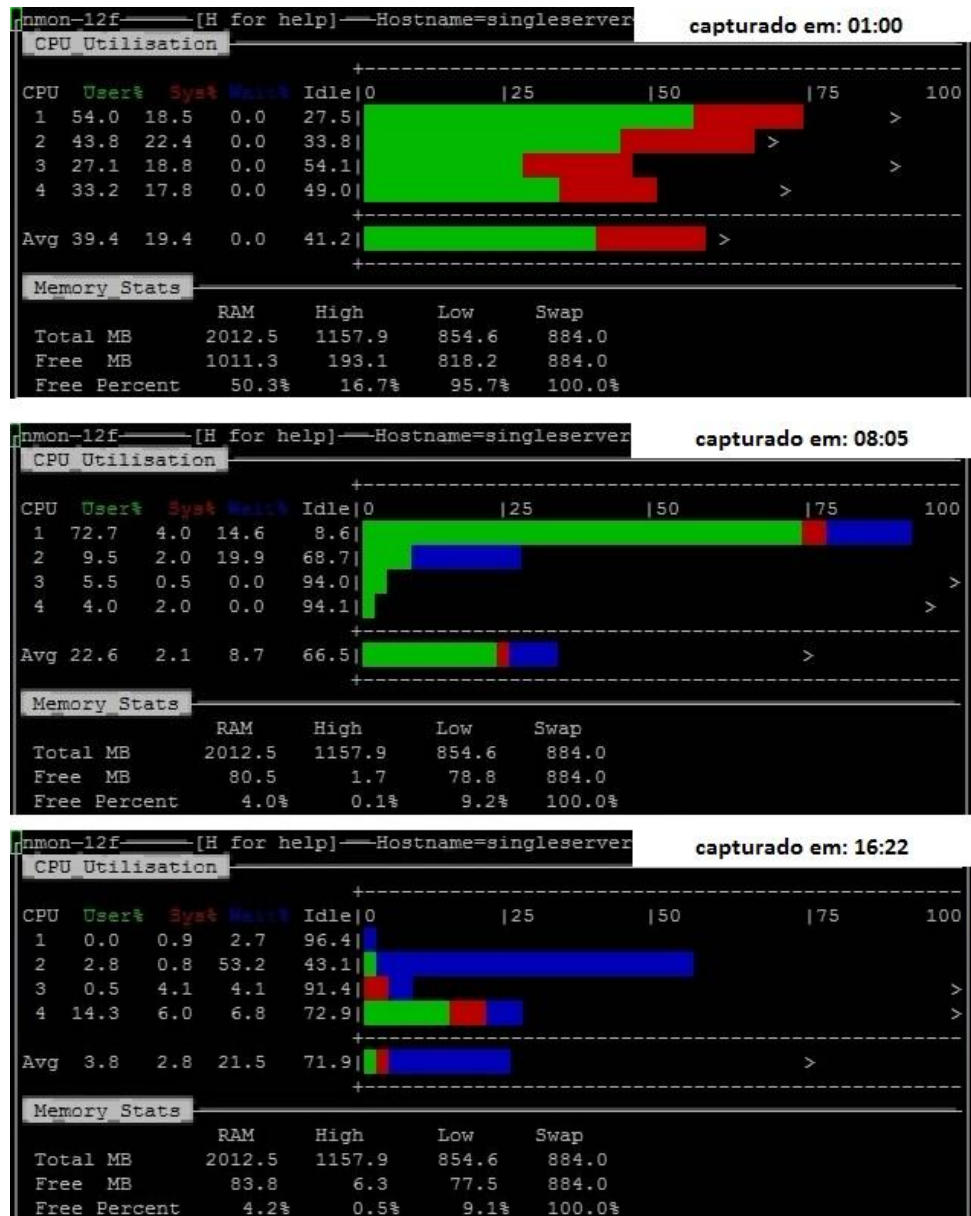 nmon-12f-[H for help]-Hostname=singleserver
capturado em: 01:00
CPU Utilisation
CPU User% Sys% Wait% Idle|0 |25 |50 |75 100
1 54.0 18.5 0.0 27.5| >
2 43.8 22.4 0.0 33.8| >
3 27.1 18.8 0.0 54.1| >
4 33.2 17.8 0.0 49.0| >
Avg 39.4 19.4 0.0 41.2| >
Memory Stats
RAM High Low Swap
Total MB 2012.5 1157.9 854.6 884.0
Free MB 1011.3 193.1 818.2 884.0
Free Percent 50.3% 16.7% 95.7% 100.0%
nmon-12f-[H for help]-Hostname=singleserver
capturado em: 08:05
CPU Utilisation
CPU User% Sys% Wait% Idle|0 |25 |50 |75 100
1 72.7 4.0 14.6 8.6|
2 9.5 2.0 19.9 68.7|
3 5.5 0.5 0.0 94.0| >
4 4.0 2.0 0.0 94.1| >
Avg 22.6 2.1 8.7 66.5| >
Memory Stats
RAM High Low Swap
Total MB 2012.5 1157.9 854.6 884.0
Free MB 80.5 1.7 78.8 884.0
Free Percent 4.0% 0.1% 9.2% 100.0%
nmon-12f-[H for help]-Hostname=singleserver
capturado em: 16:22
CPU Utilisation
CPU User% Sys% Wait% Idle|0 |25 |50 |75 100
1 0.0 0.9 2.7 96.4|
2 2.8 0.8 53.2 43.1|
3 0.5 4.1 4.1 91.4| >
4 14.3 6.0 6.8 72.9| >
Avg 3.8 2.8 21.5 71.9| >
Memory Stats
RAM High Low Swap
Total MB 2012.5 1157.9 854.6 884.0
Free MB 83.8 6.3 77.5 884.0
Free Percent 4.2% 0.5% 9.1% 100.0%